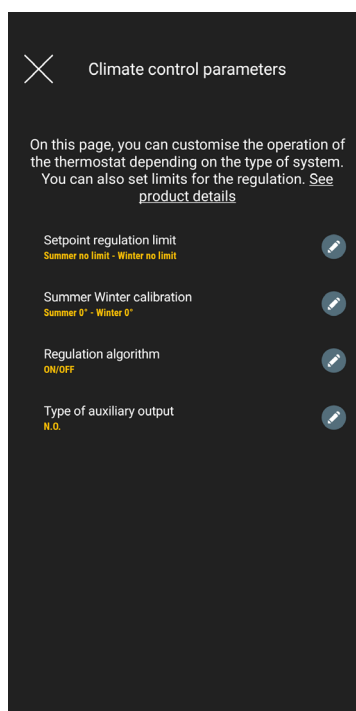 Climate control parameters
On this page, you can customise the operation of
the thermostat depending on the type of system.
You can also set limits for the regulation. See
product details
Setpoint regulation limit
Summer no limit - Winter no limit
Summer Winter calibration
Summer 0° - Winter 0°
Regulation algorithm
ON/OFF
Type of auxiliary output
N.O.